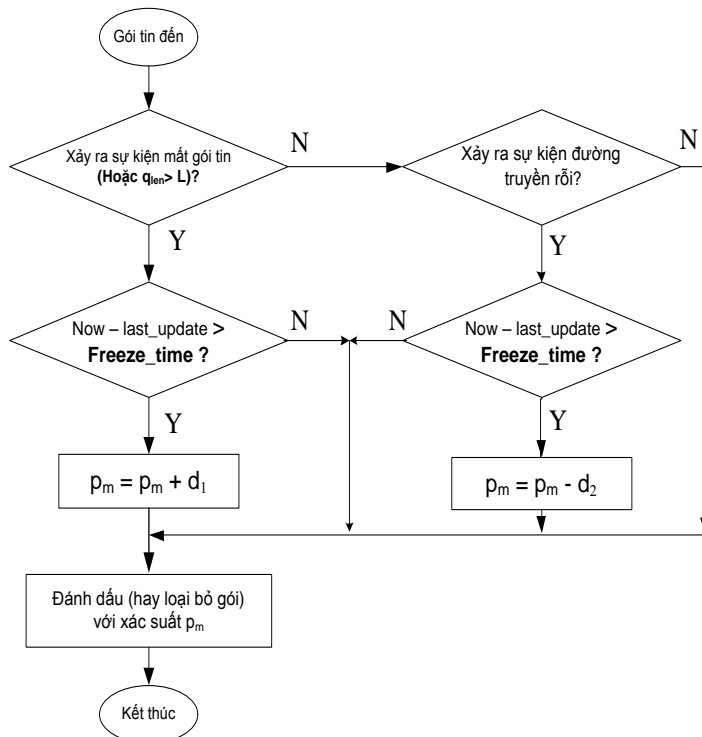 Gói tin đến
Xảy ra sự kiện mất gói tin
(Hoặc qlen> L)?
N
Xảy ra sự kiện đường
truyền rỗi?
N
Y
Y
Now – last_update >
Freeze_time ?
N
N
Now – last_update >
Freeze_time ?
Y
Y
pm = pm + d1
pm = pm - d2
Đánh dấu (hay loại bỏ gói)
với xác suất pm
Kết thúc